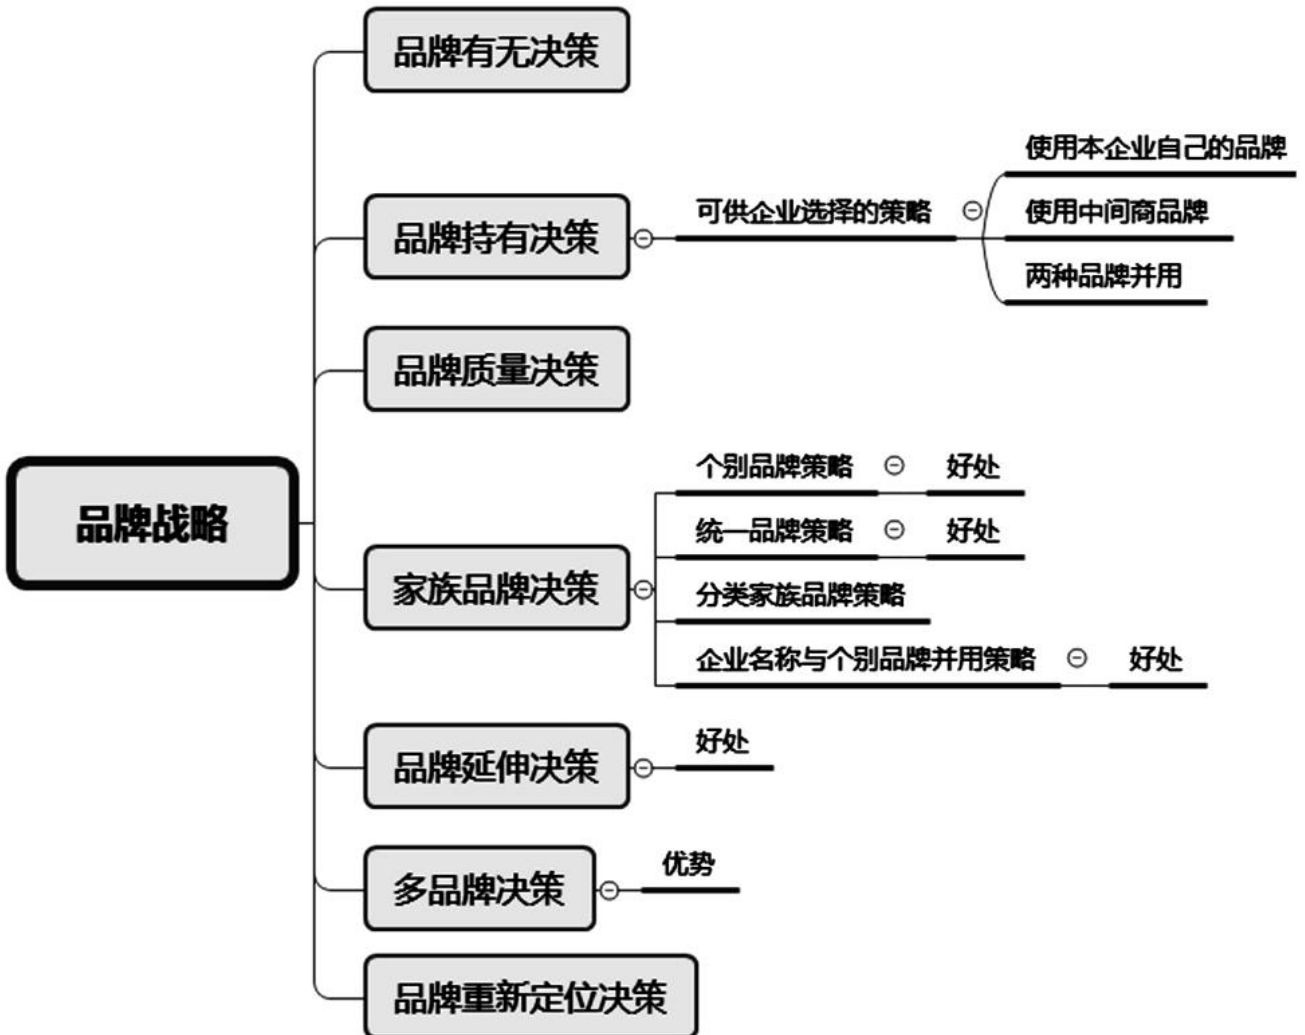 品牌战略
品牌有无决策
品牌持有决策
可供企业选择的策略
使用本企业自己的品牌
使用中间商品牌
两种品牌并用
品牌质量决策
家族品牌决策
个别品牌策略
好处
统一品牌策略
好处
分类家族品牌策略
企业名称与个别品牌并用策略
好处
品牌延伸决策
好处
多品牌决策
优势
品牌重新定位决策